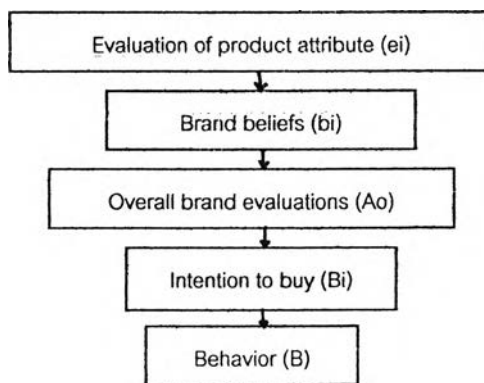 Evaluation of product attribute (ei)
Brand beliefs (bi)
Overall brand evaluations (Ao)
Intention to buy (Bi)
Behavior (B)